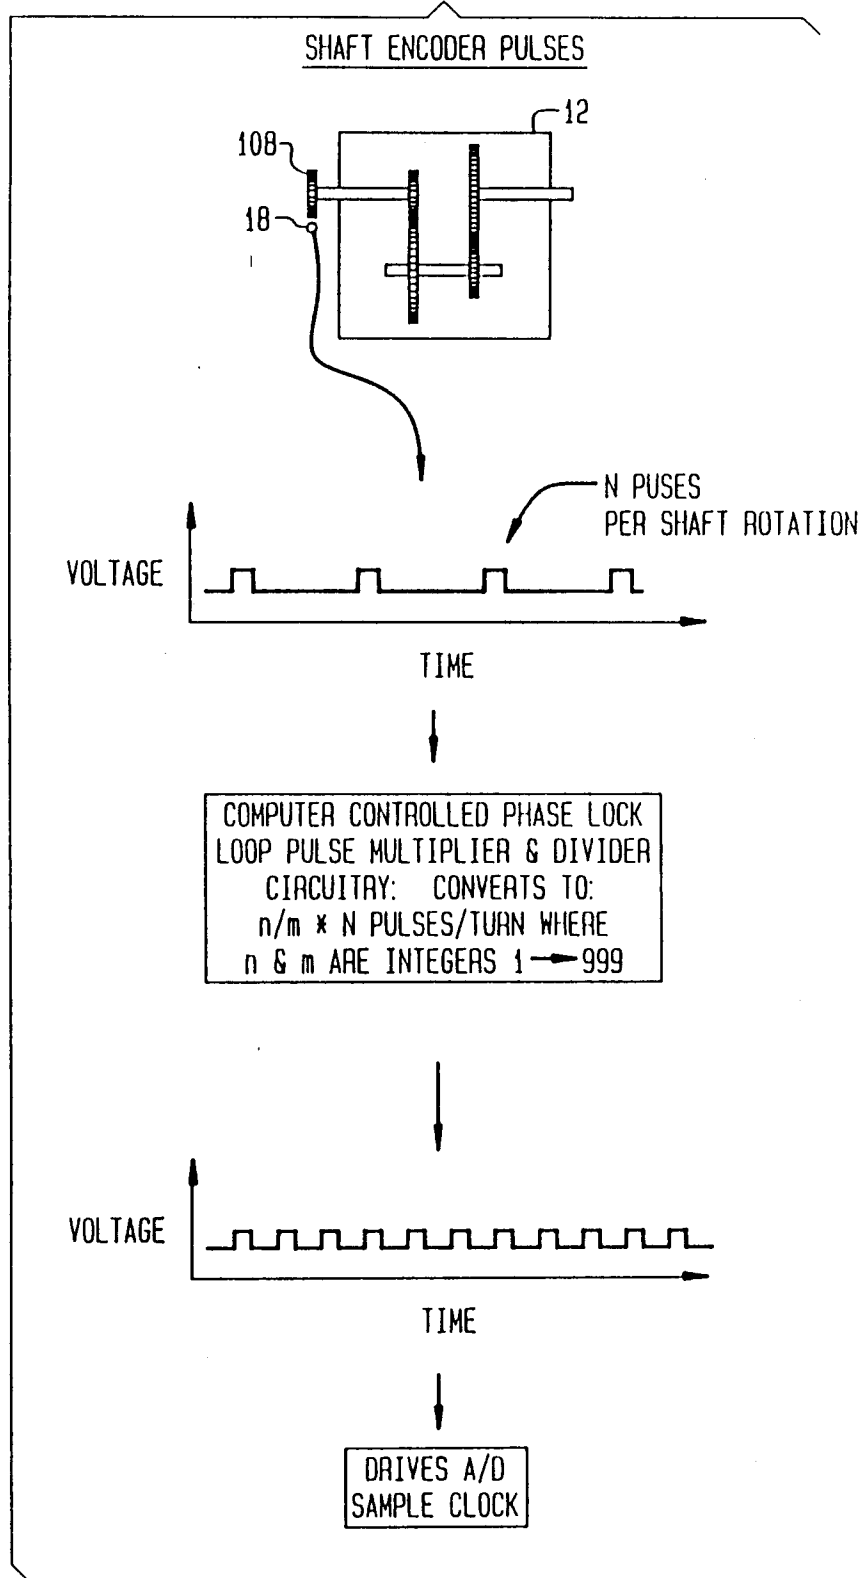 SHAFT ENCODER PULSES
12
108
18
N PUSES
PER SHAFT ROTATION
VOLTAGE
TIME
COMPUTER CONTROLLED PHASE LOCK
LOOP PULSE MULTIPLIER & DIVIDER
CIRCUITRY: CONVERTS TO:
n/m * N PULSES/TURN WHERE
n & m ARE INTEGERS 1 → 999
VOLTAGE
TIME
DRIVES A/D
SAMPLE CLOCK